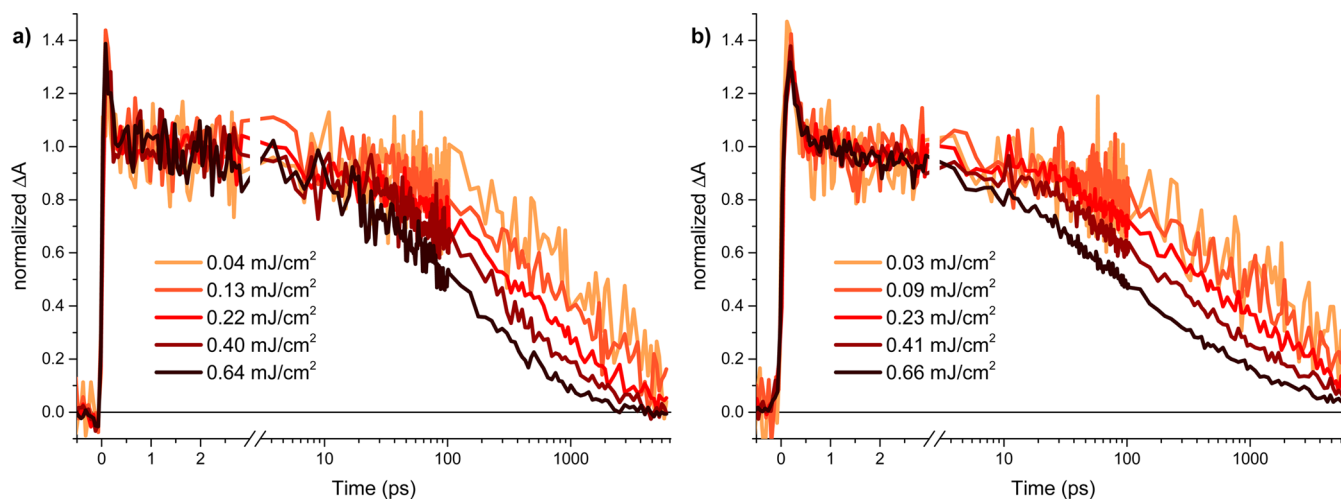 a)
normalized ΔA
1.4
1.2
1.0
0.8
0.6
0.4
0.2
0.0
0.04 mJ/cm²
0.13 mJ/cm²
0.22 mJ/cm²
0.40 mJ/cm²
0.64 mJ/cm²
0 1 2 10 100 1000
Time (ps)
b)
normalized ΔA
1.4
1.2
1.0
0.8
0.6
0.4
0.2
0.0
0.03 mJ/cm²
0.09 mJ/cm²
0.23 mJ/cm²
0.41 mJ/cm²
0.66 mJ/cm²
0 1 2 10 100 1000
Time (ps)